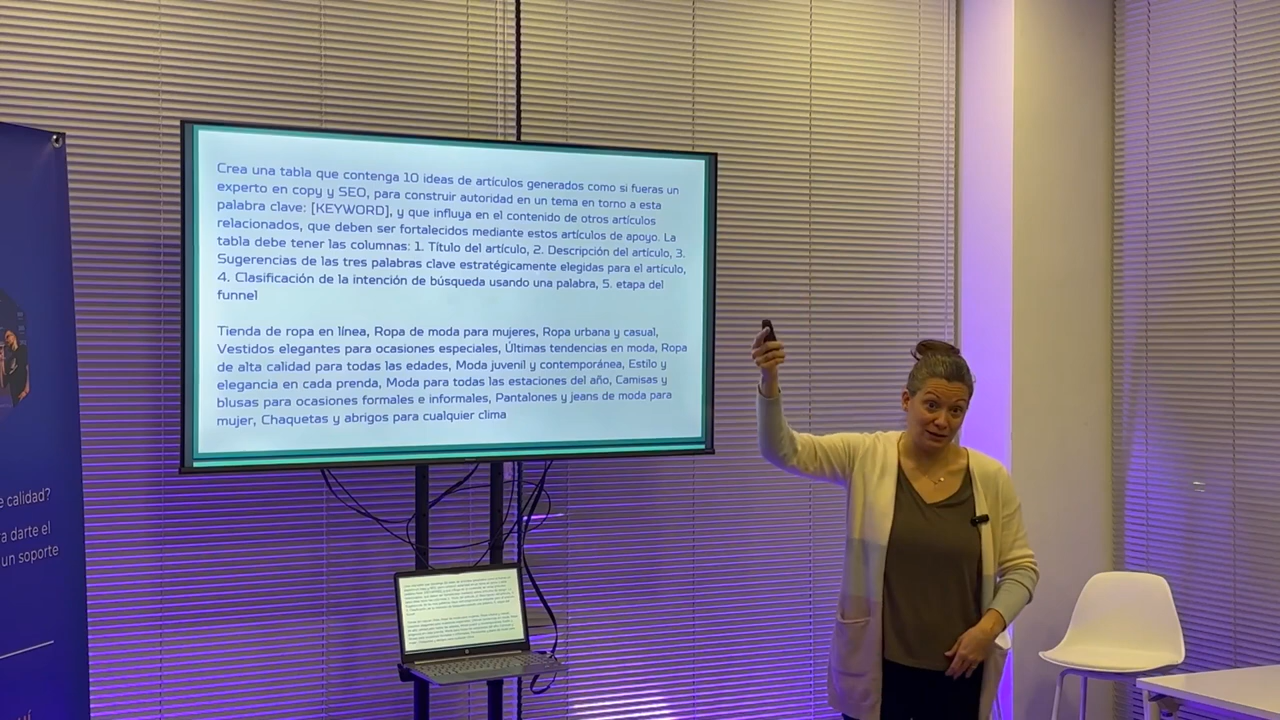 Crea una tabla que contenga 10 ideas de artículos generados como si fueras un
experto en copy y SEO, para construir autoridad en un tema en torno a esta
palabra clave: [KEYWORD], y que influya en el contenido de otros artículos
relacionados, que deben ser fortalecidos mediante estos artículos de apoyo. La
tabla debe tener las columnas: 1. Título del artículo, 2. Descripción del artículo, 3.
Sugerencias de las tres palabras clave estratégicamente elegidas para el artículo,
4. Clasificación de la intención de búsqueda usando una palabra, 5. etapa del
funnel
Tienda de ropa en línea, Ropa de moda para mujeres, Ropa urbana y casual,
Vestidos elegantes para ocasiones especiales, Últimas tendencias en moda, Ropa
de alta calidad para todas las edades, Moda juvenil y contemporánea, Estilo y
elegancia en cada prenda, Moda para todas las estaciones del año, Camisas y
blusas para ocasiones formales e informales, Pantalones y jeans de moda para
mujer, Chaquetas y abrigos para cualquier clima
e calidad?
a darte el
un soporte